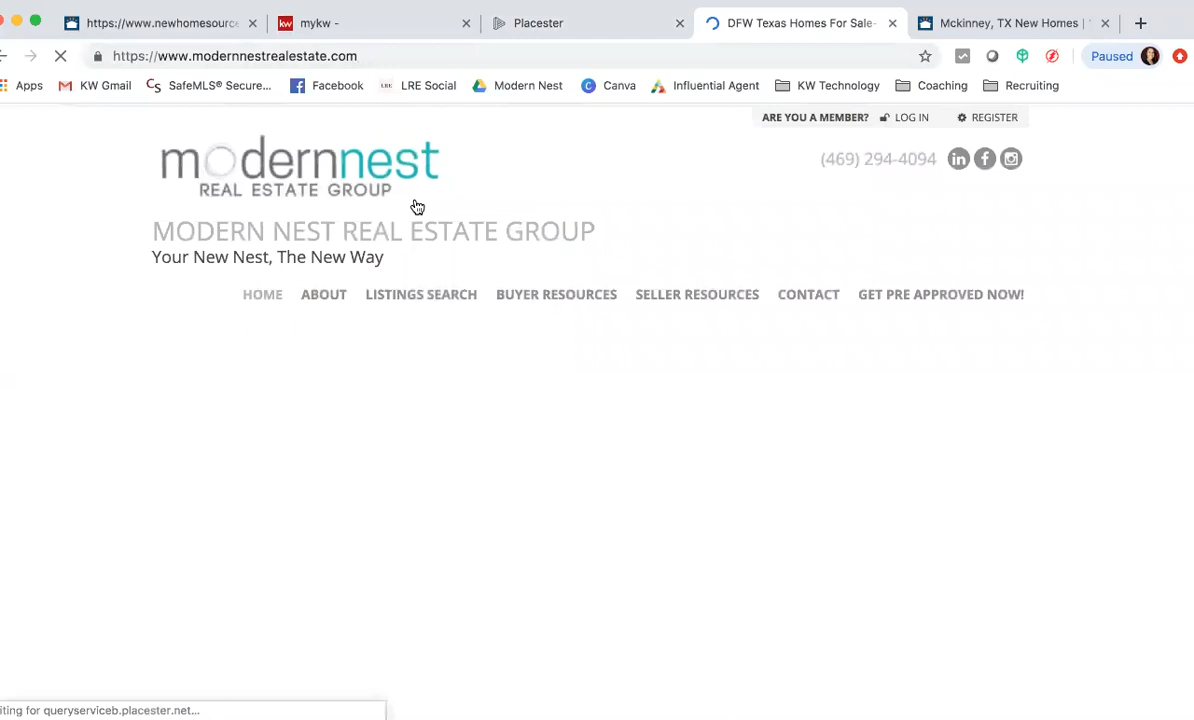 https://www.newhomesourc
mykw -
Placester
DFW Texas Homes For Sale-
Mckinney, TX New Homes |
https://www.modernnestrealestate.com
Paused
Apps
KW Gmail
SafeMLS® Secure...
Facebook
LRE Social
Modern Nest
Canva
Influential Agent
KW Technology
Coaching
Recruiting
ARE YOU A MEMBER? LOG IN REGISTER
modernnest
REAL ESTATE GROUP
(469) 294-4094
MODERN NEST REAL ESTATE GROUP
Your New Nest, The New Way
HOME ABOUT LISTINGS SEARCH BUYER RESOURCES SELLER RESOURCES CONTACT GET PRE APPROVED NOW!
iting for queryserviceb.placester.net...